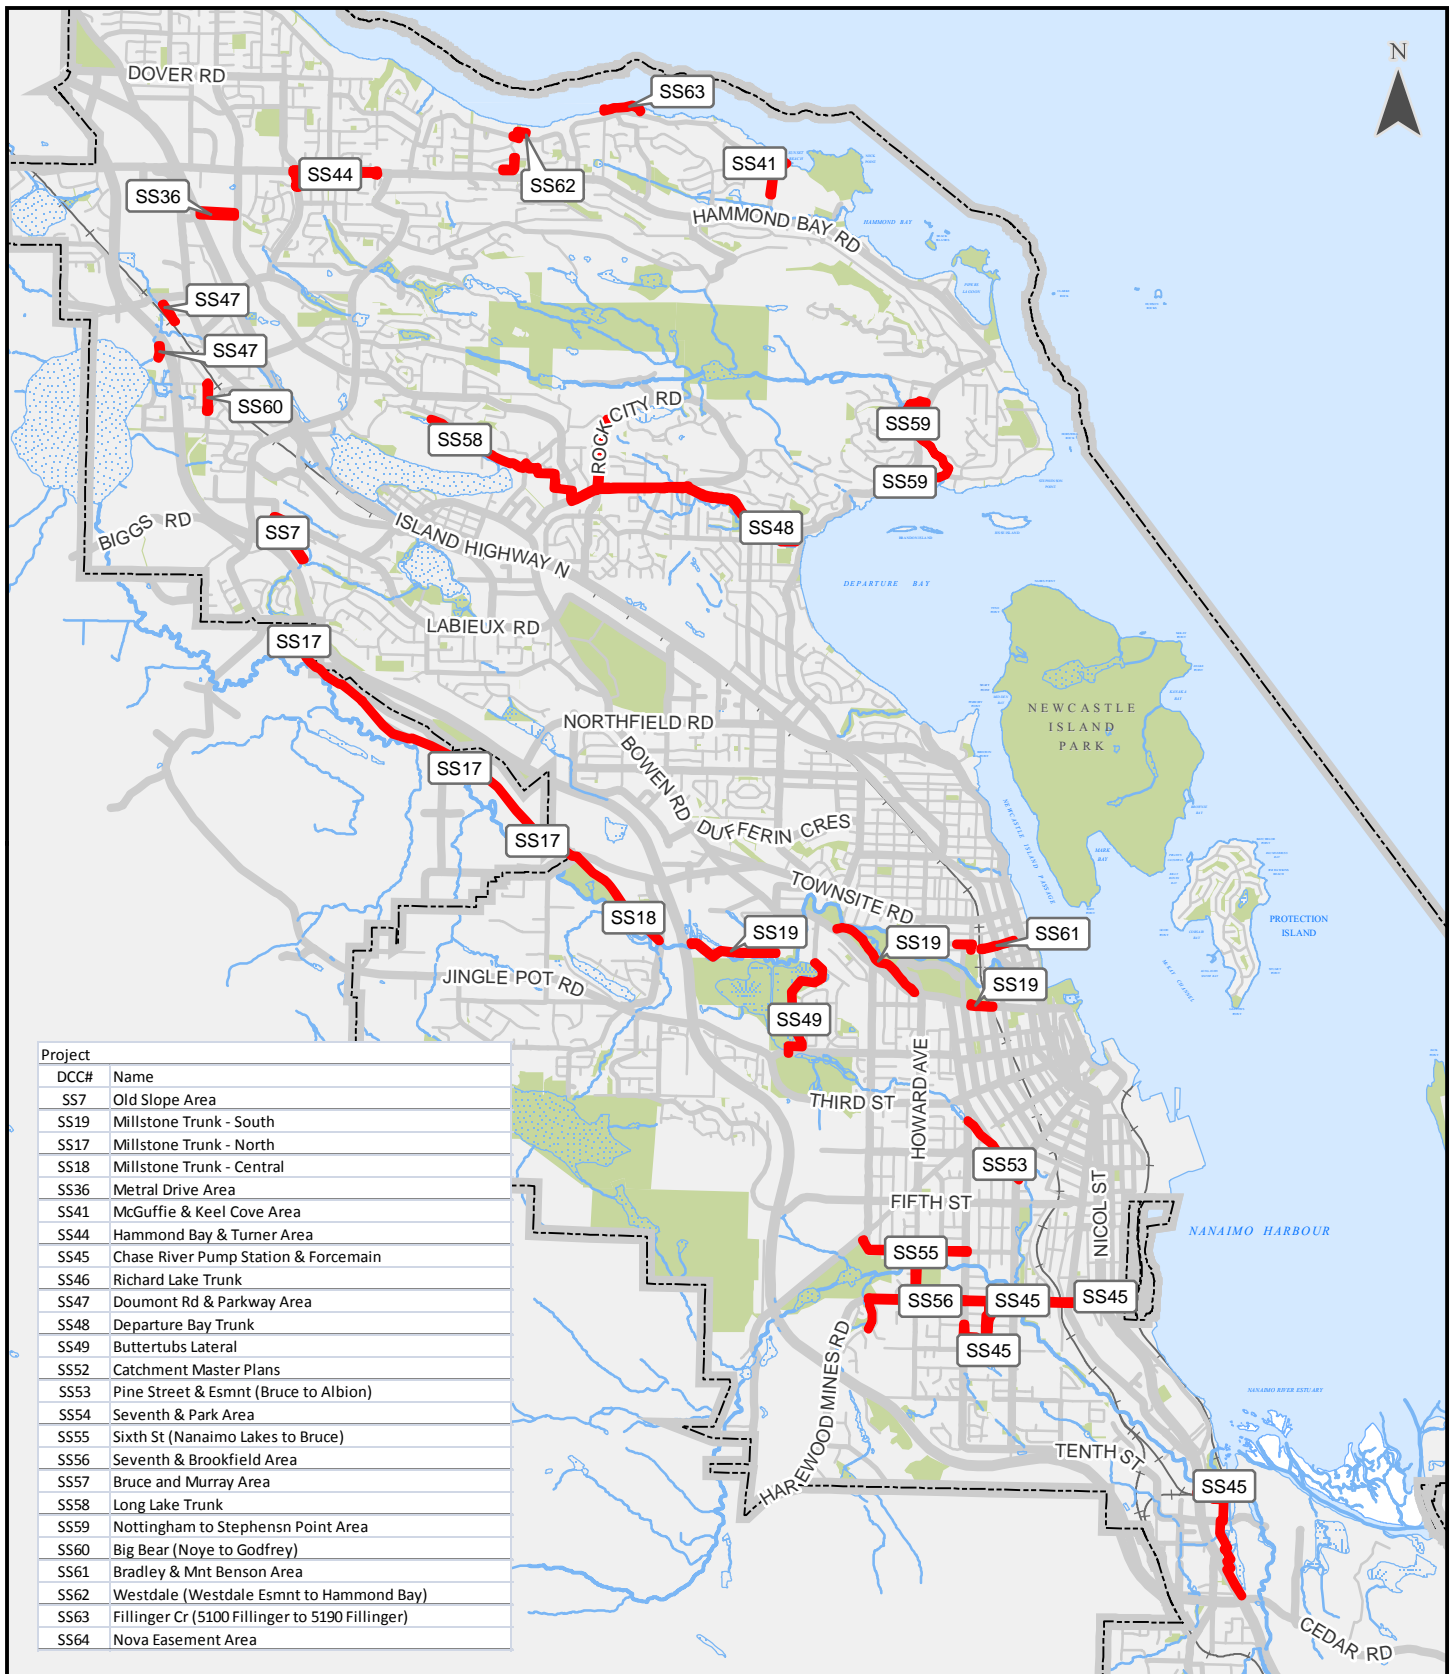 N
DOVER RD
SS63
SS41
SS44
SS62
SS36
HAMMOND BAY RD
HAMMOND BAY
SS47
SS47
SS60
ROCK CITY RD
SS58
SS59
SS59
SS48
BIGGS RD
SS7
ISLAND HIGHWAY N
DEPARTURE BAY
LABIEUX RD
SS17
NEWCASTLE
ISLAND
PARK
NORTHFIELD RD
BOWEN RD
SS17
DUFFERIN CRES
SS17
NEWCASTLE ISLAND PASSAGE
MARK
BAY
TOWNSITE RD
SS18
SS19
SS19
SS61
PROTECTION
ISLAND
JINGLE POT RD
SS19
SS49
HOWARD AVE
THIRD ST
SS53
FIFTH ST
NICOL ST
NANAIMO HARBOUR
SS55
SS56
SS45
SS45
SS45
HAREWOOD MINES RD
NANAIMO RIVER ESTUARY
TENTH ST
SS45
CEDAR RD
Project
DCC# Name
SS7 Old Slope Area
SS19 Millstone Trunk - South
SS17 Millstone Trunk - North
SS18 Millstone Trunk - Central
SS36 Metral Drive Area
SS41 McGuffie & Keel Cove Area
SS44 Hammond Bay & Turner Area
SS45 Chase River Pump Station & Forcemain
SS46 Richard Lake Trunk
SS47 Doumont Rd & Parkway Area
SS48 Departure Bay Trunk
SS49 Buttertubs Lateral
SS52 Catchment Master Plans
SS53 Pine Street & Esmnt (Bruce to Albion)
SS54 Seventh & Park Area
SS55 Sixth St (Nanaimo Lakes to Bruce)
SS56 Seventh & Brookfield Area
SS57 Bruce and Murray Area
SS58 Long Lake Trunk
SS59 Nottingham to Stephensn Point Area
SS60 Big Bear (Noye to Godfrey)
SS61 Bradley & Mnt Benson Area
SS62 Westdale (Westdale Esmnt to Hammond Bay)
SS63 Fillinger Cr (5100 Fillinger to 5190 Fillinger)
SS64 Nova Easement Area